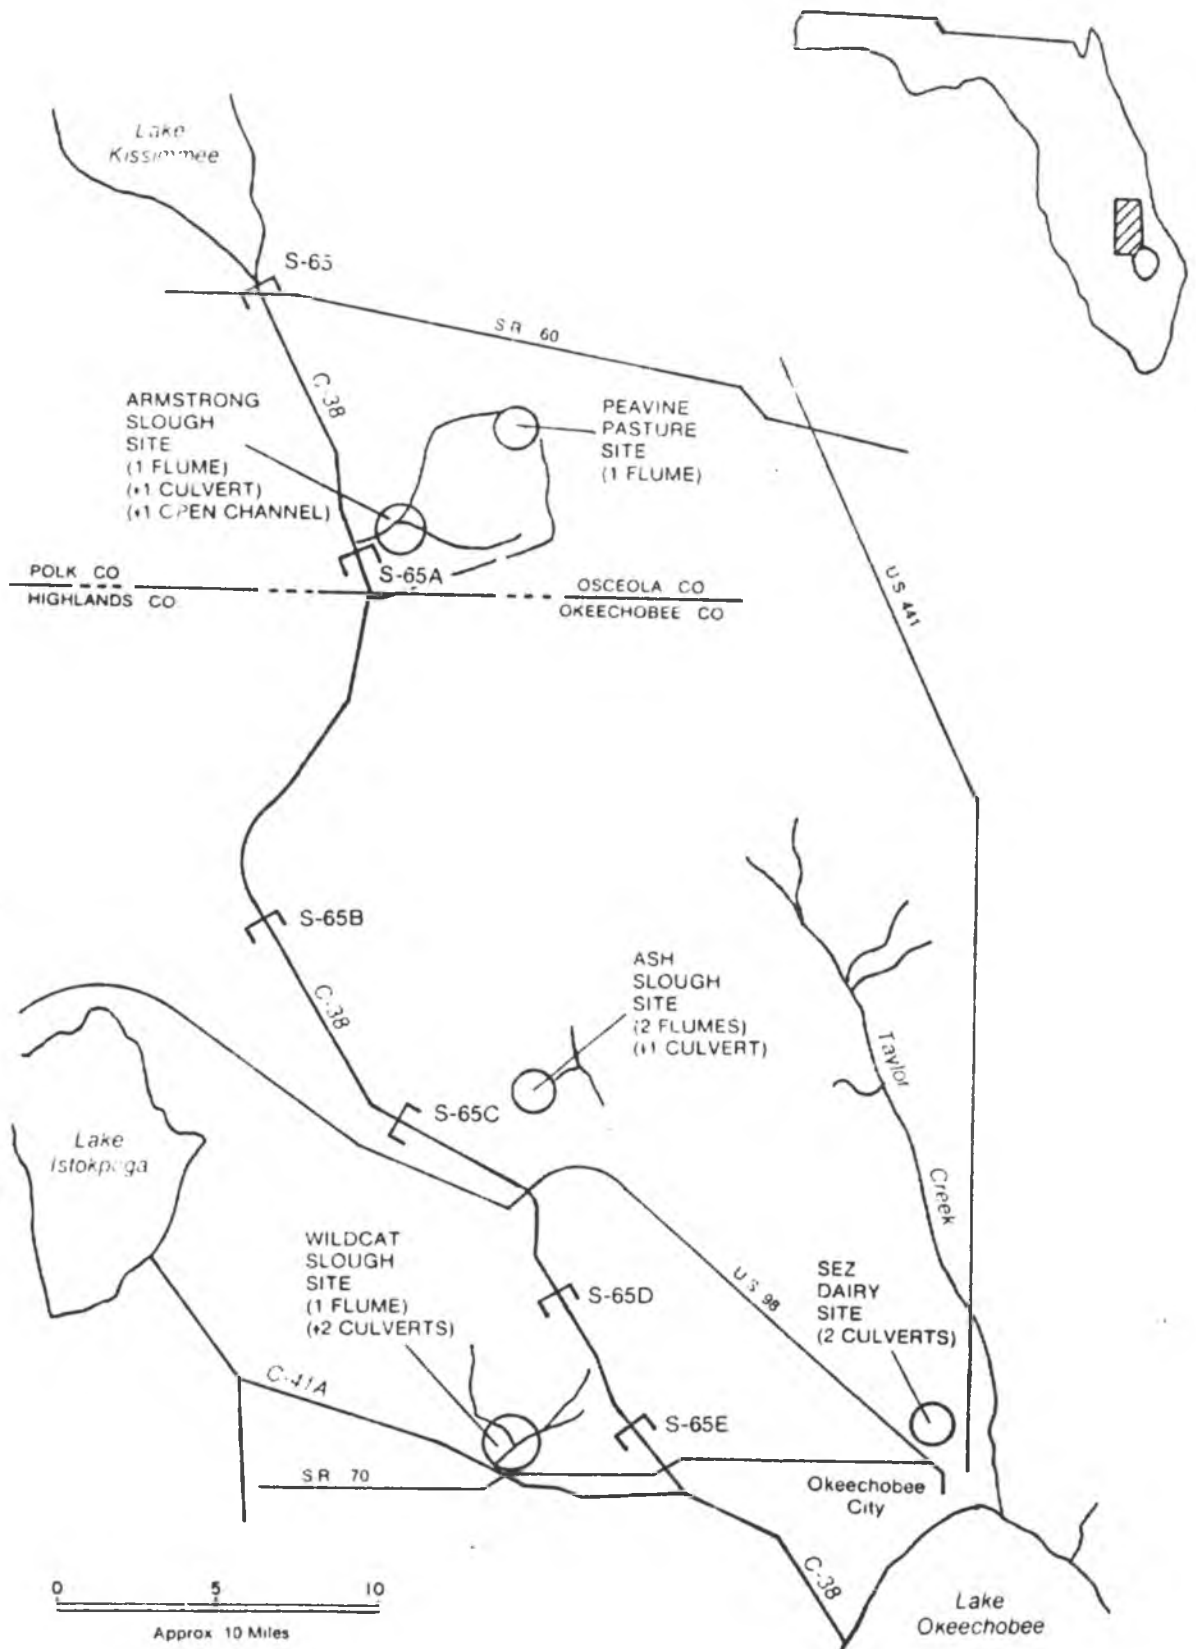 Lake
Kissimmee
S-65
S R 60
C-38
ARMSTRONG
SLOUGH
SITE
(1 FLUME)
(+1 CULVERT)
(+1 OPEN CHANNEL)
PEAVINE
PASTURE
SITE
(1 FLUME)
S-65A
POLK CO
HIGHLANDS CO
OSCEOLA CO
OKEECHOBEE CO
U S 441
S-65B
C-38
ASH
SLOUGH
SITE
(2 FLUMES)
(+1 CULVERT)
Taylor
Creek
S-65C
Lake
Istokpoga
WILDCAT
SLOUGH
SITE
(1 FLUME)
(+2 CULVERTS)
S-65D
U S 98
SEZ
DAIRY
SITE
(2 CULVERTS)
C-41A
S-65E
S R 70
Okeechobee
City
C-38
Lake
Okeechobee
0 5 10
Approx 10 Miles